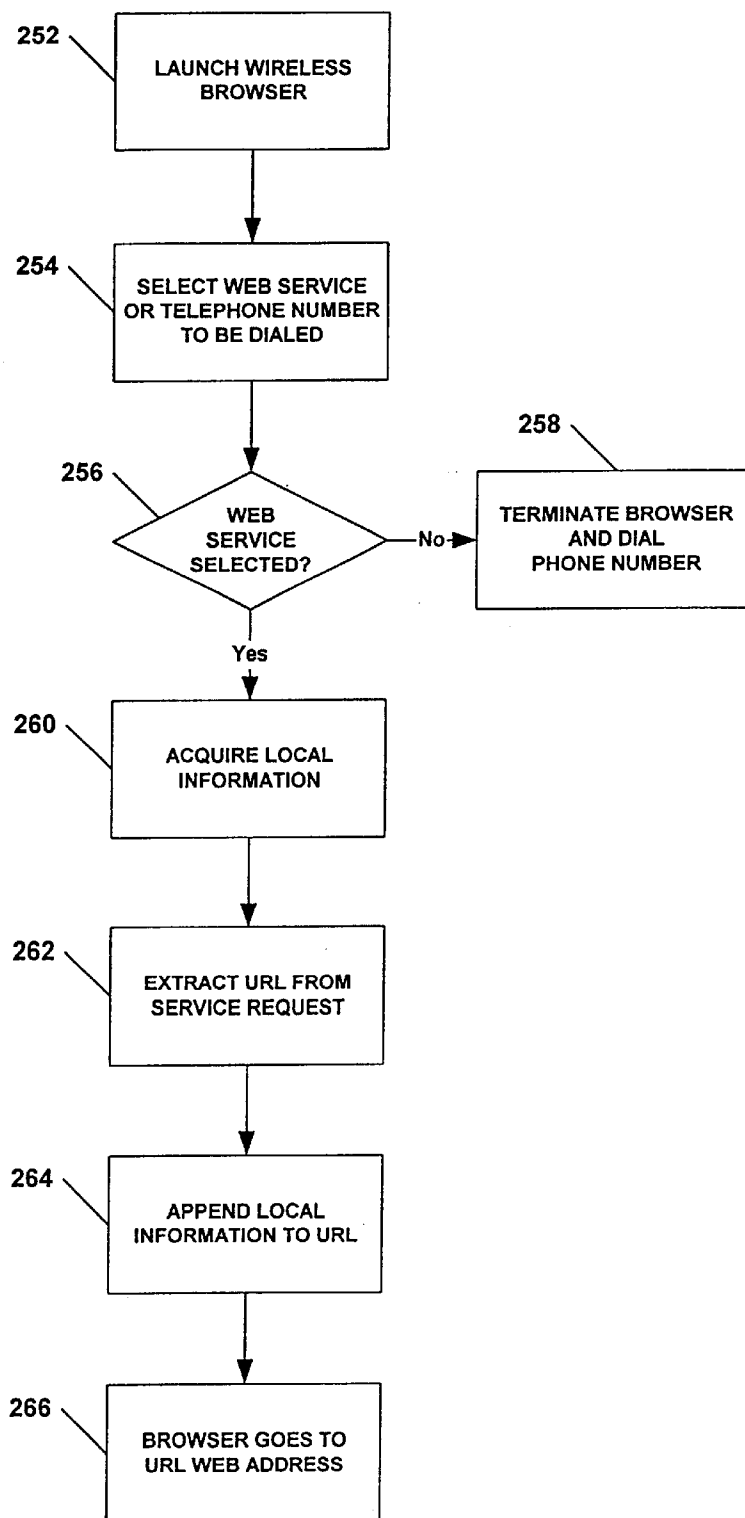 252
LAUNCH WIRELESS
BROWSER
254
SELECT WEB SERVICE
OR TELEPHONE NUMBER
TO BE DIALED
256
WEB
SERVICE
SELECTED?
No
258
TERMINATE BROWSER
AND DIAL
PHONE NUMBER
Yes
260
ACQUIRE LOCAL
INFORMATION
262
EXTRACT URL FROM
SERVICE REQUEST
264
APPEND LOCAL
INFORMATION TO URL
266
BROWSER GOES TO
URL WEB ADDRESS